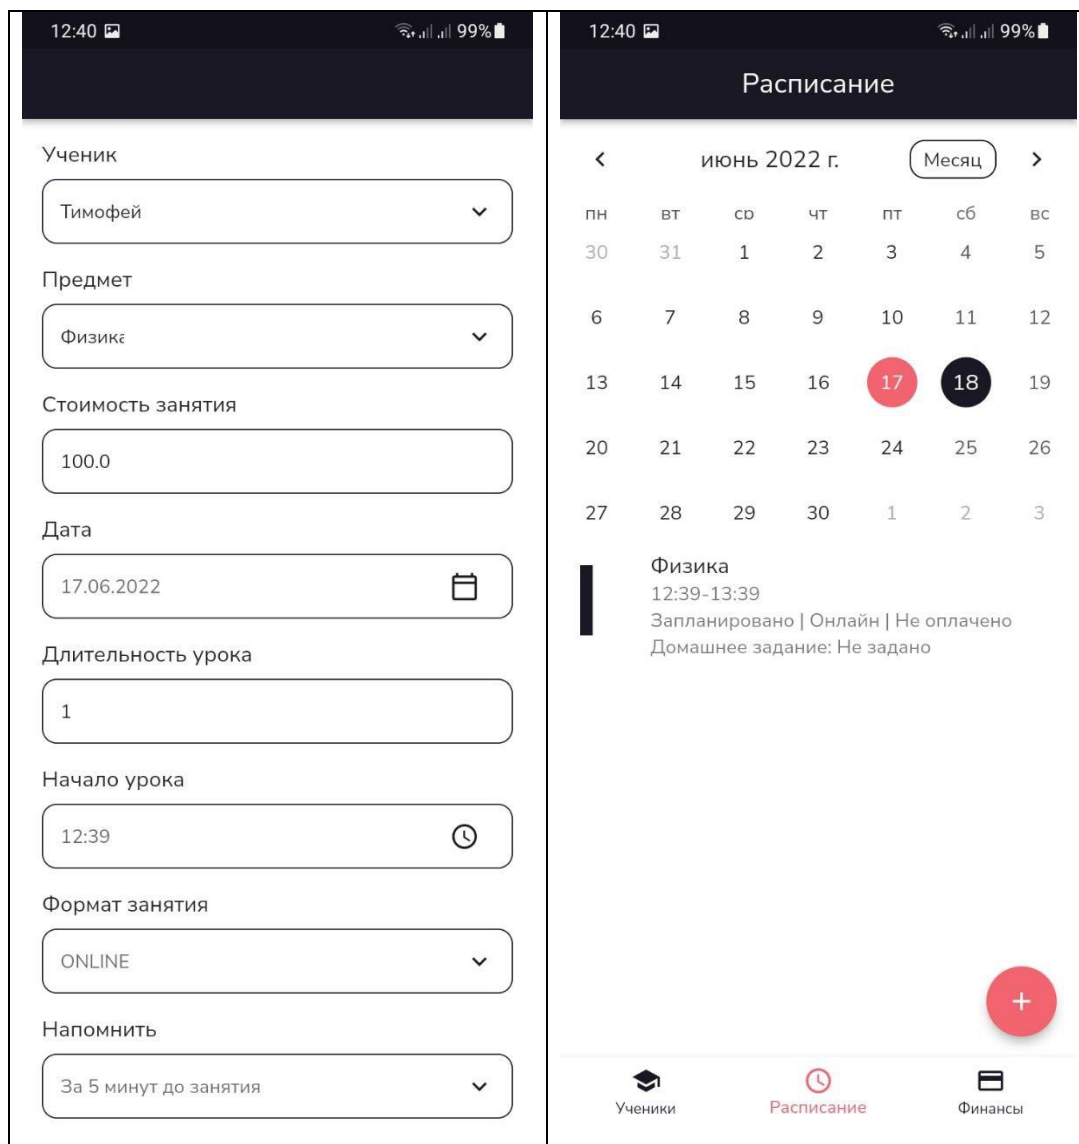 12:40 99%
Ученик
Тимофей
Предмет
Физика
Стоимость занятия
100.0
Дата
17.06.2022
Длительность урока
1
Начало урока
12:39
Формат занятия
ONLINE
Напомнить
За 5 минут до занятия
12:40 99%
Расписание
июнь 2022 г. Месяц
пн вт ср чт пт сб вс
30 31 1 2 3 4 5
6 7 8 9 10 11 12
13 14 15 16 17 18 19
20 21 22 23 24 25 26
27 28 29 30 1 2 3
Физика
12:39-13:39
Запланировано | Онлайн | Не оплачено
Домашнее задание: Не задано
+
Ученики Расписание Финансы